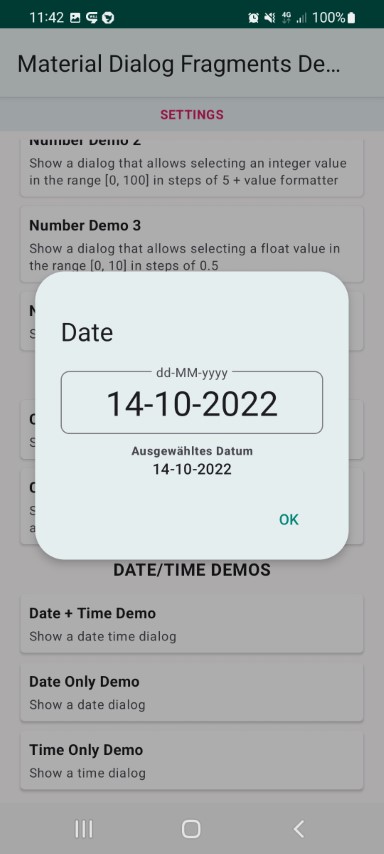 11:42
4G
100%
Material Dialog Fragments De...
SETTINGS
Number Demo 2
Show a dialog that allows selecting an integer value
in the range [0, 100] in steps of 5 + value formatter
Number Demo 3
Show a dialog that allows selecting a float value in
the range [0, 10] in steps of 0.5
Date
dd-MM-yyyy
14-10-2022
Ausgewähltes Datum
14-10-2022
OK
DATE/TIME DEMOS
Date + Time Demo
Show a date time dialog
Date Only Demo
Show a date dialog
Time Only Demo
Show a time dialog